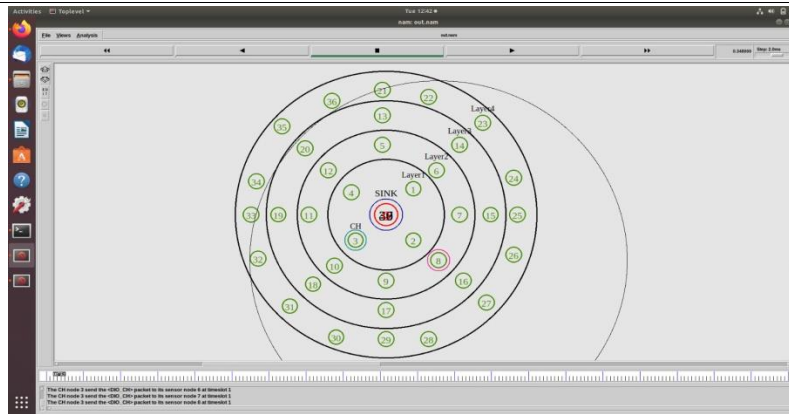 Activities Toplevel Tue 12:42
nam: out.nam
File Views Analysis out.nam
0.348000 Step: 2.0ms
21
36 22
Layer4
35 13 23
Layer3
20 5 14
Layer2
12 6
34 Layer1 24
4 SINK 1
33 19 11 7 15 25
CH
3 2
32 10 8 26
9
18 16
31 17 27
30 29 28
The CH node 3 send the <DIO_CH> packet to its sensor node 6 at timeslot 1
The CH node 3 send the <DIO_CH> packet to its sensor node 7 at timeslot 1
The CH node 3 send the <DIO_CH> packet to its sensor node 8 at timeslot 1